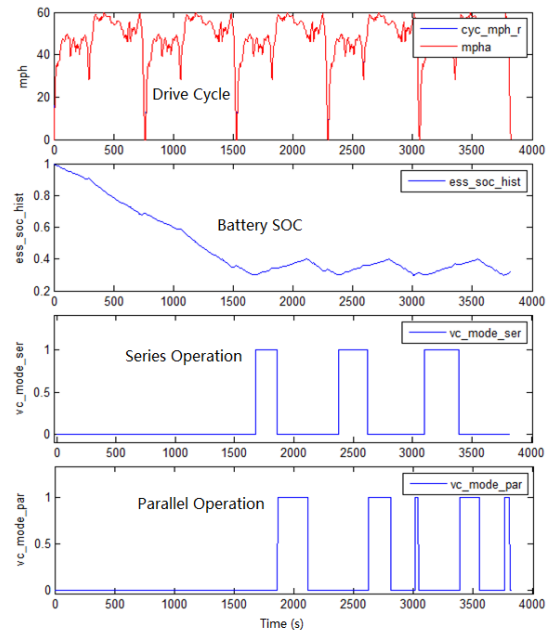 60
40
20
0
mph
cyc_mph_r
mpha
Drive Cycle
0 500 1000 1500 2000 2500 3000 3500 4000
1
0.8
0.6
0.4
0.2
ess_soc_hist
ess_soc_hist
Battery SOC
0 500 1000 1500 2000 2500 3000 3500 4000
1
0.5
0
vc_mode_ser
vc_mode_ser
Series Operation
0 500 1000 1500 2000 2500 3000 3500 4000
1
0.5
0
vc_mode_par
vc_mode_par
Parallel Operation
0 500 1000 1500 2000 2500 3000 3500 4000
Time (s)